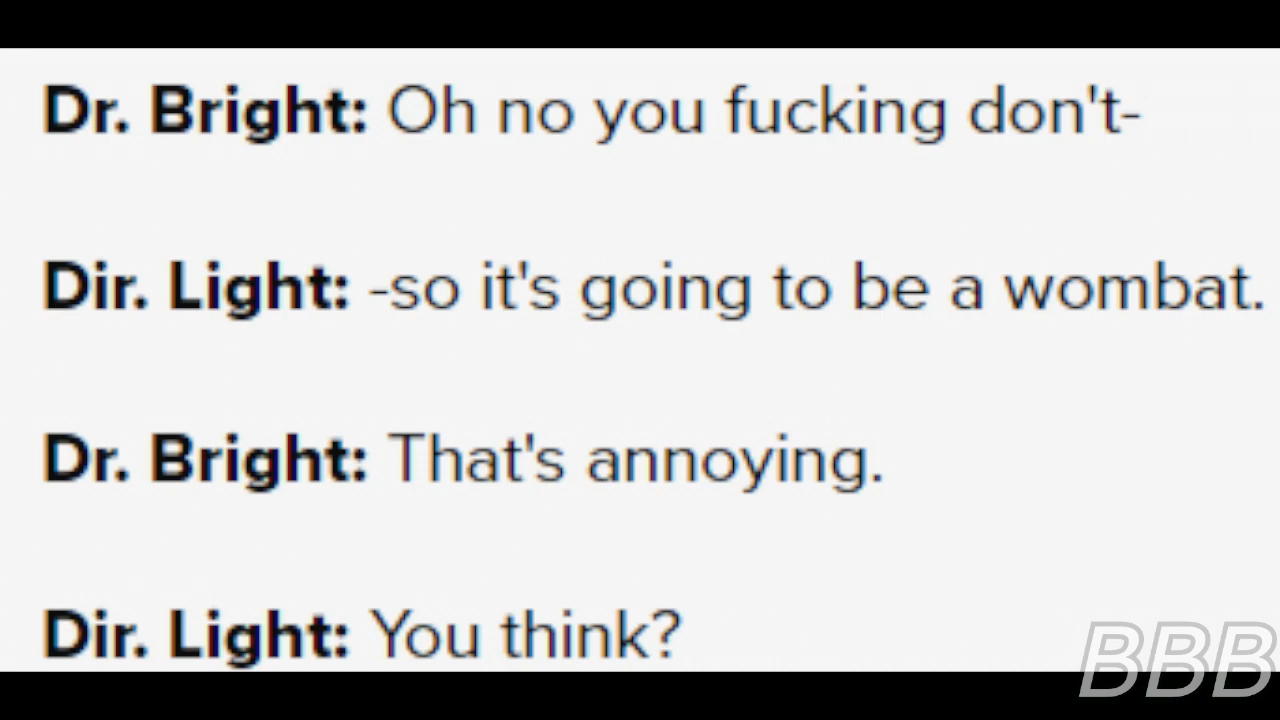 Dr. Bright: Oh no you fucking don't-
Dir. Light: -so it's going to be a wombat.
Dr. Bright: That's annoying.
Dir. Light: You think?
BBB